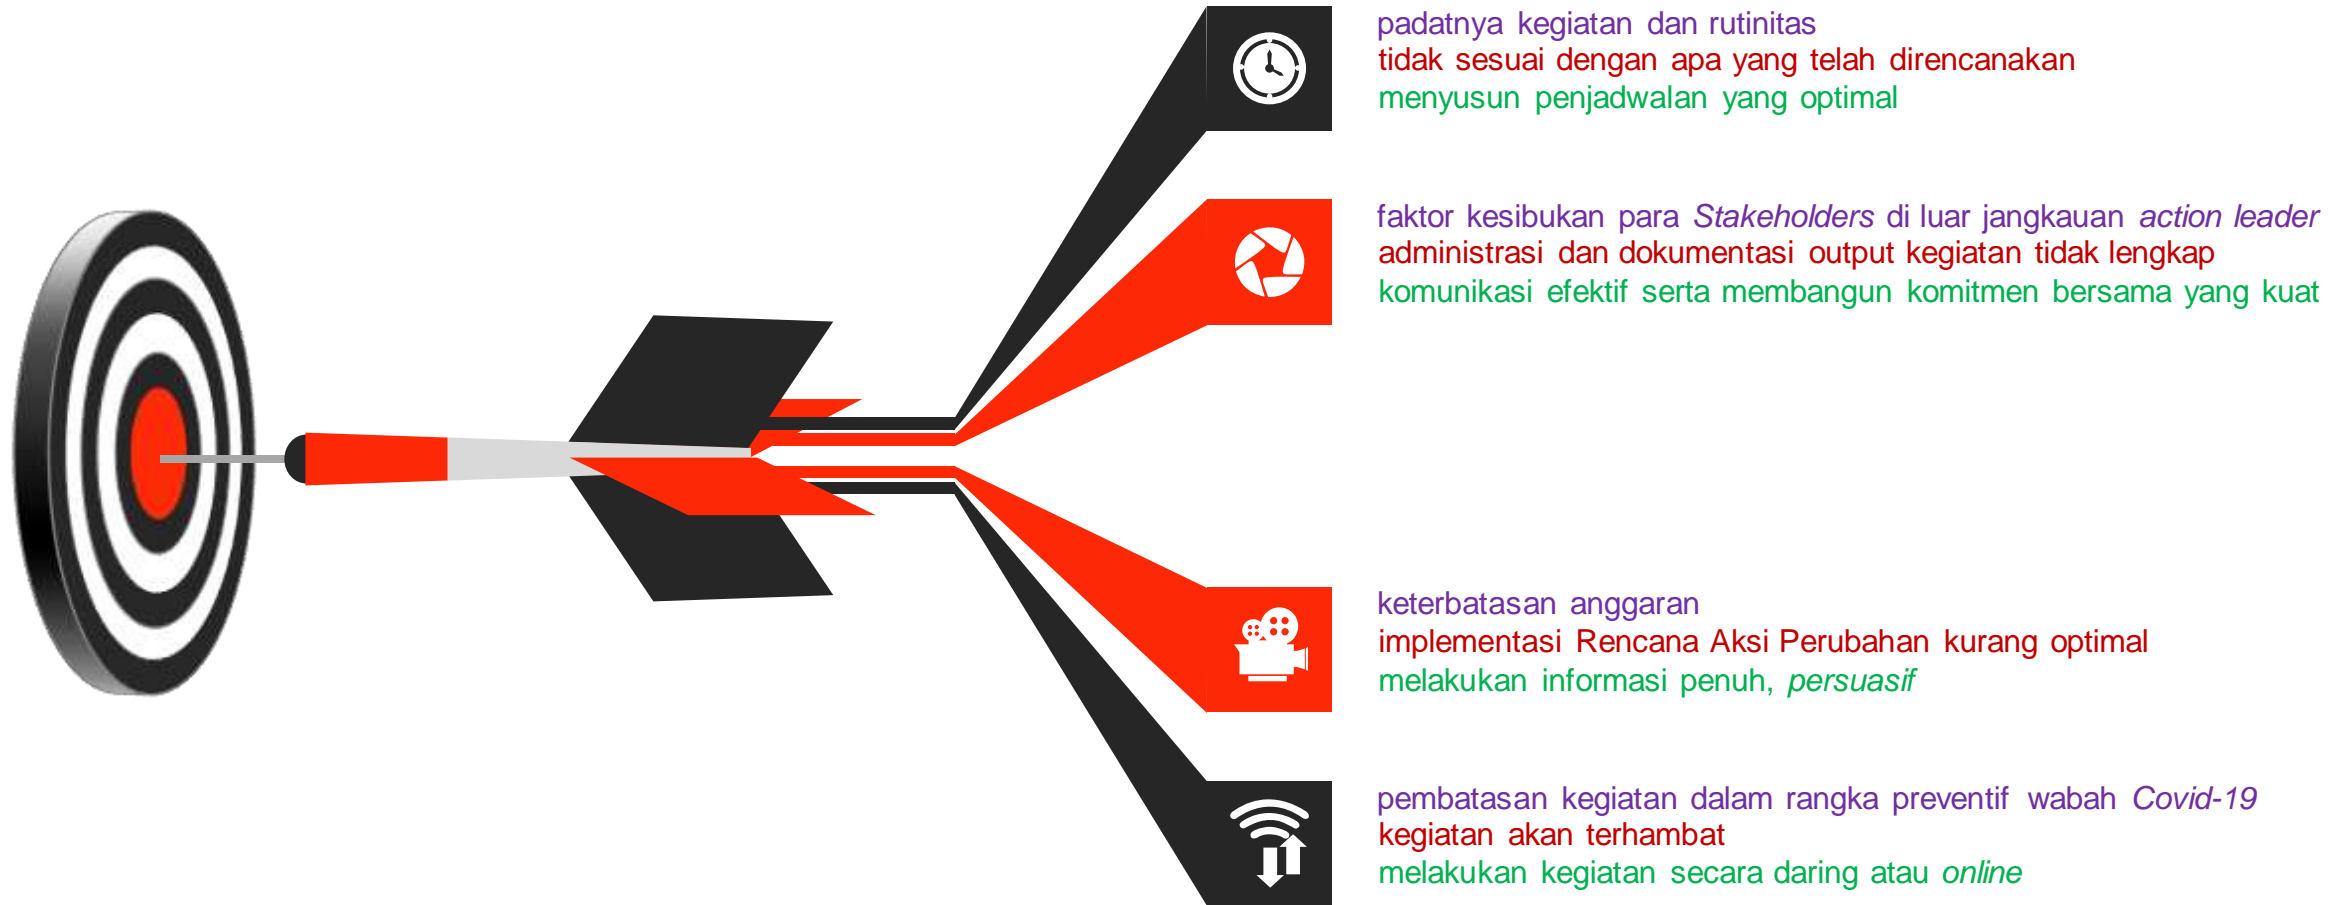 padatnya kegiatan dan rutinitas
tidak sesuai dengan apa yang telah direncanakan
menyusun penjadwalan yang optimal
faktor kesibukan para Stakeholders di luar jangkauan action leader
administrasi dan dokumentasi output kegiatan tidak lengkap
komunikasi efektif serta membangun komitmen bersama yang kuat
keterbatasan anggaran
implementasi Rencana Aksi Perubahan kurang optimal
melakukan informasi penuh, persuasif
pembatasan kegiatan dalam rangka preventif wabah Covid-19
kegiatan akan terhambat
melakukan kegiatan secara daring atau online